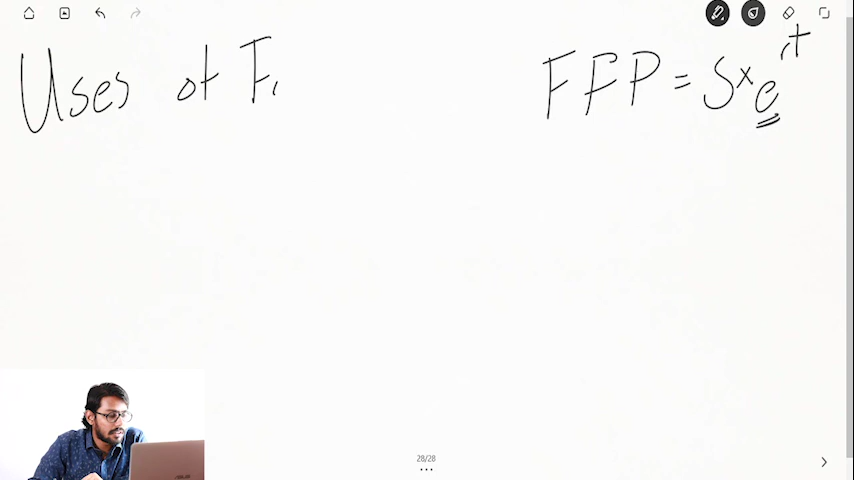 Uses of F
FFP = S x e^rt
28/28